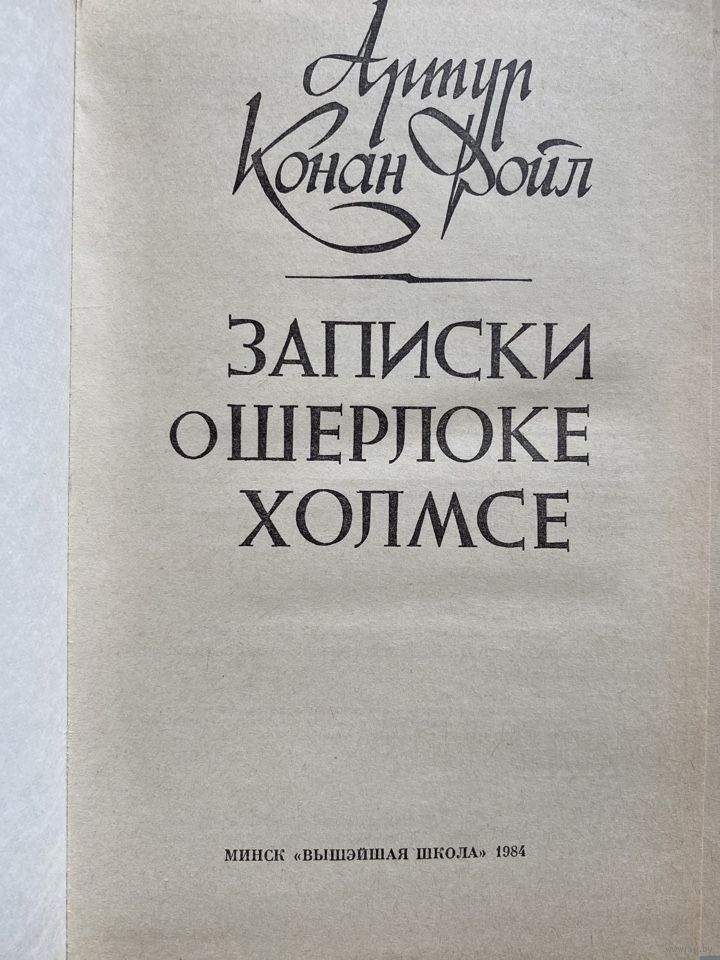 Артур
Конан Дойл
ЗАПИСКИ
О ШЕРЛОКЕ
ХОЛМСЕ
МИНСК «ВЫШЭЙШАЯ ШКОЛА» 1984